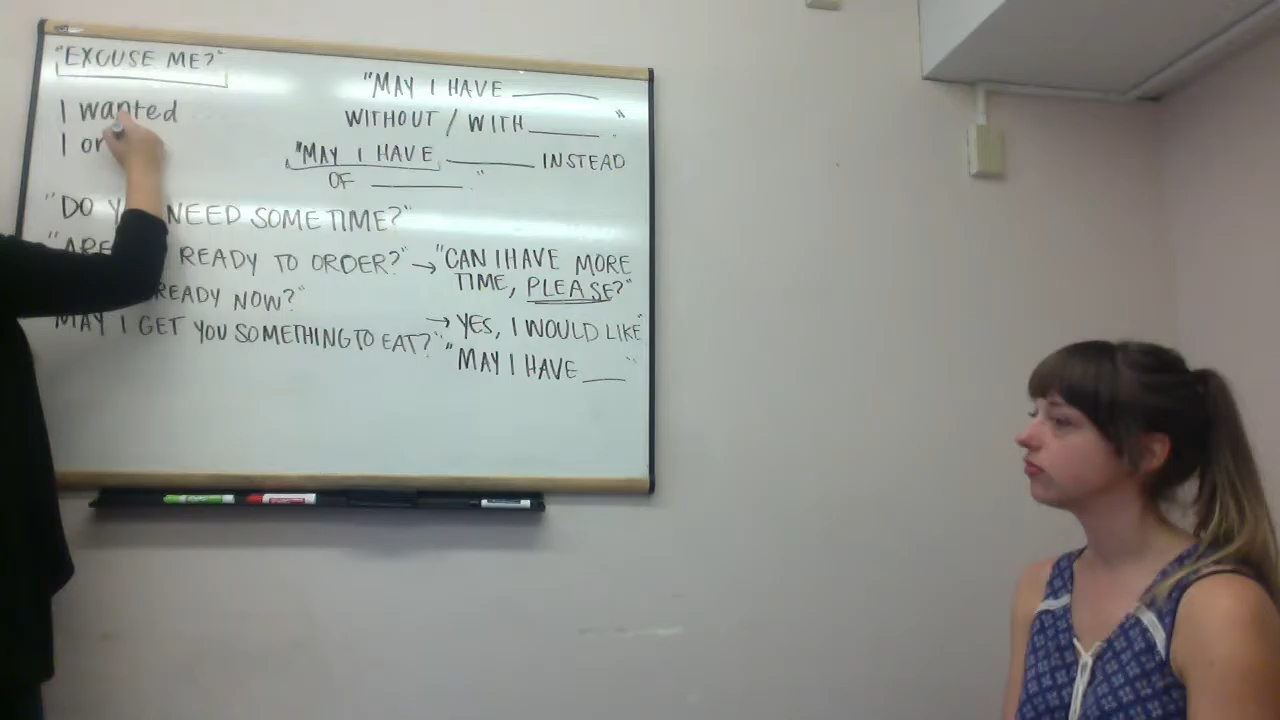 "EXCUSE ME?"
I wanted
I or
"MAY I HAVE ______
WITHOUT / WITH ______."
"MAY I HAVE ______ INSTEAD
OF ______."
"DO Y NEED SOME TIME?"
"ARE READY TO ORDER?" → "CAN I HAVE MORE
TIME, PLEASE?"
READY NOW?"
MAY I GET YOU SOMETHING TO EAT?"
→ YES, I WOULD LIKE"
"MAY I HAVE ___"